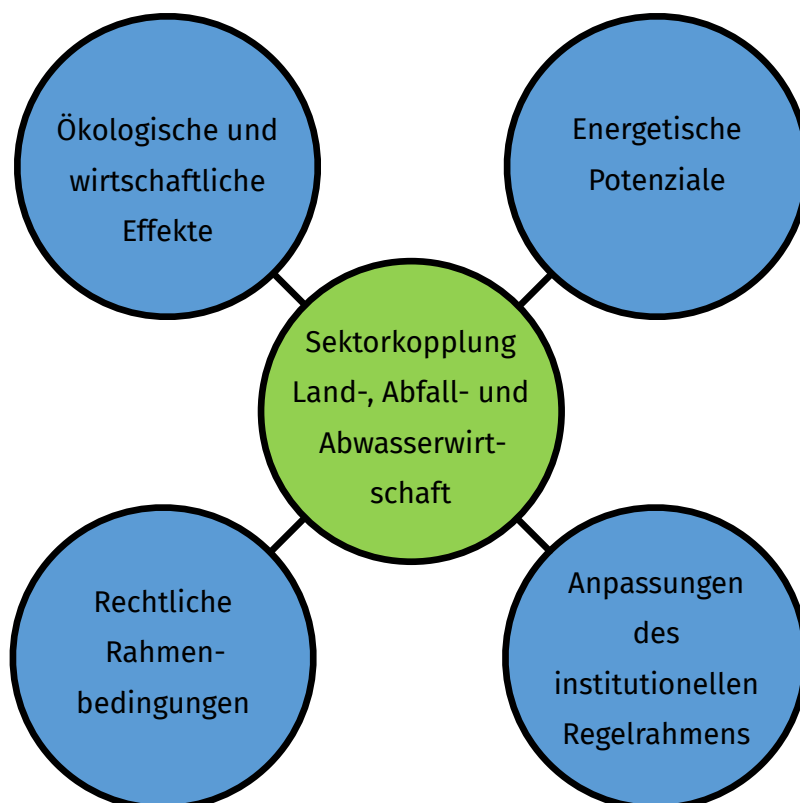 Ökologische und
wirtschaftliche
Effekte
Energetische
Potenziale
Sektorkopplung
Land-, Abfall- und
Abwasserwirt-
schaft
Rechtliche
Rahmen-
bedingungen
Anpassungen
des
institutionellen
Regelrahmens